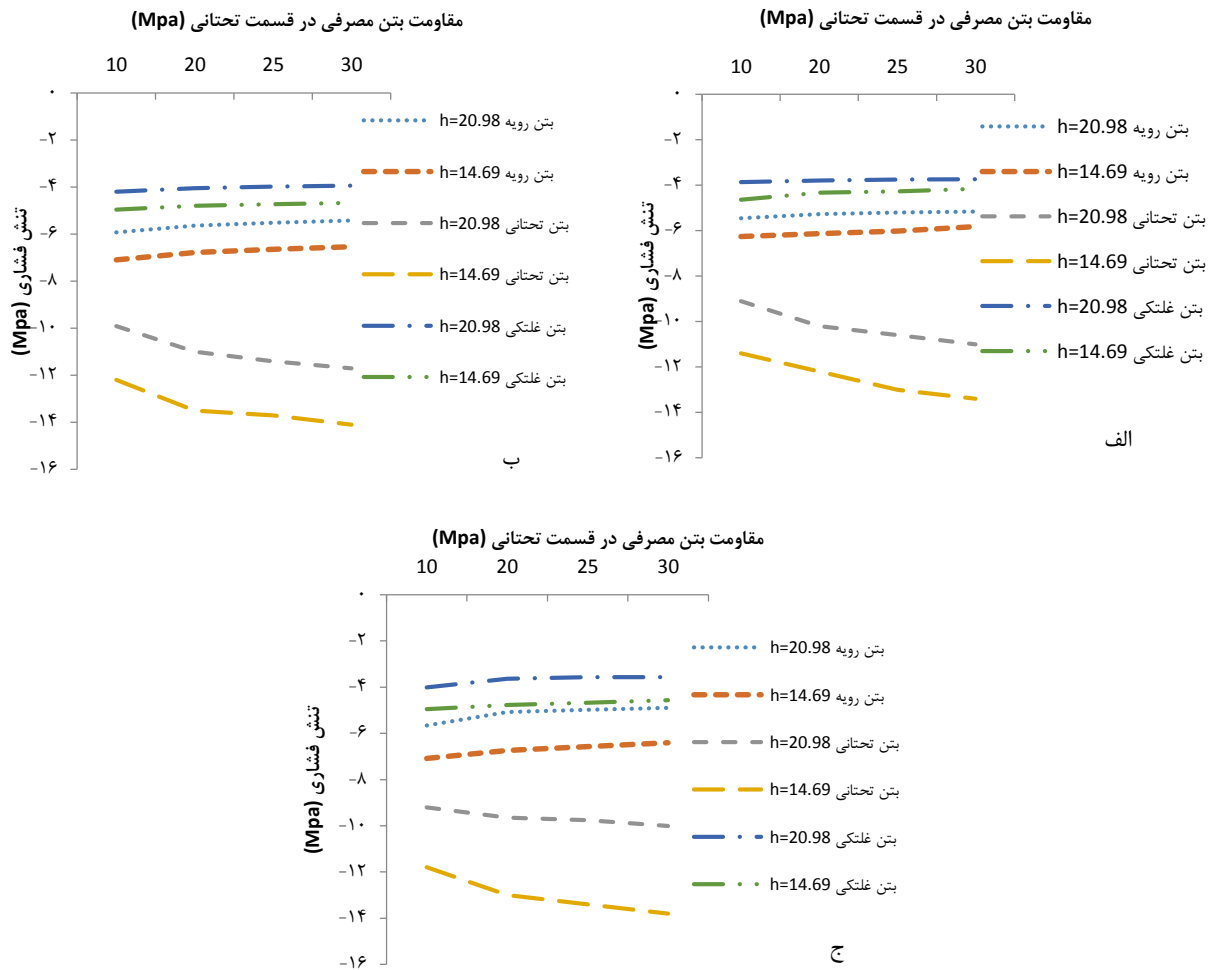 مقاومت بتن مصرفی در قسمت تحتانی (Mpa)
10 20 25 30
۰
−۲
−۴
−۶
−۸
−۱۰
−۱۲
−۱۴
−۱۶
تنش فشاری (Mpa)
بتن رویه h=20.98
بتن رویه h=14.69
بتن تحتانی h=20.98
بتن تحتانی h=14.69
بتن غلتکی h=20.98
بتن غلتکی h=14.69
الف
مقاومت بتن مصرفی در قسمت تحتانی (Mpa)
10 20 25 30
۰
−۲
−۴
−۶
−۸
−۱۰
−۱۲
−۱۴
−۱۶
تنش فشاری (Mpa)
بتن رویه h=20.98
بتن رویه h=14.69
بتن تحتانی h=20.98
بتن تحتانی h=14.69
بتن غلتکی h=20.98
بتن غلتکی h=14.69
ب
مقاومت بتن مصرفی در قسمت تحتانی (Mpa)
10 20 25 30
۰
−۲
−۴
−۶
−۸
−۱۰
−۱۲
−۱۴
−۱۶
تنش فشاری (Mpa)
بتن رویه h=20.98
بتن رویه h=14.69
بتن تحتانی h=20.98
بتن تحتانی h=14.69
بتن غلتکی h=20.98
بتن غلتکی h=14.69
ج